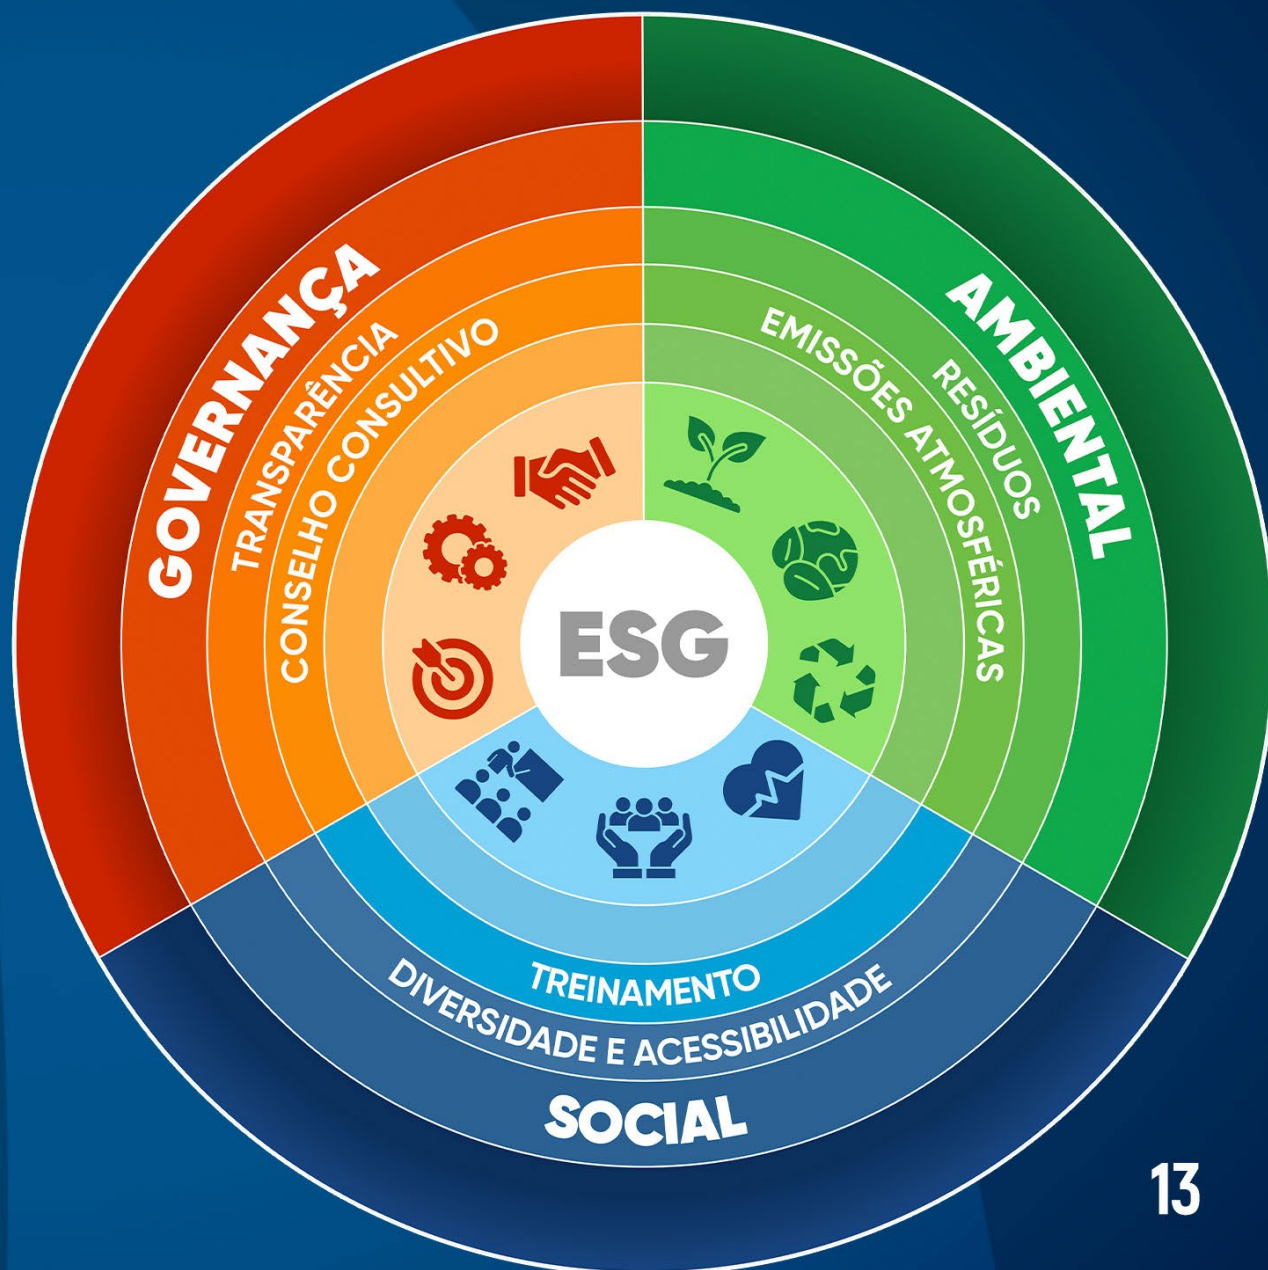 GOVERNANÇA
TRANSPARÊNCIA
CONSELHO CONSULTIVO
AMBIENTAL
RESÍDUOS
EMISSÕES ATMOSFÉRICAS
ESG
TREINAMENTO
DIVERSIDADE E ACESSIBILIDADE
SOCIAL
13